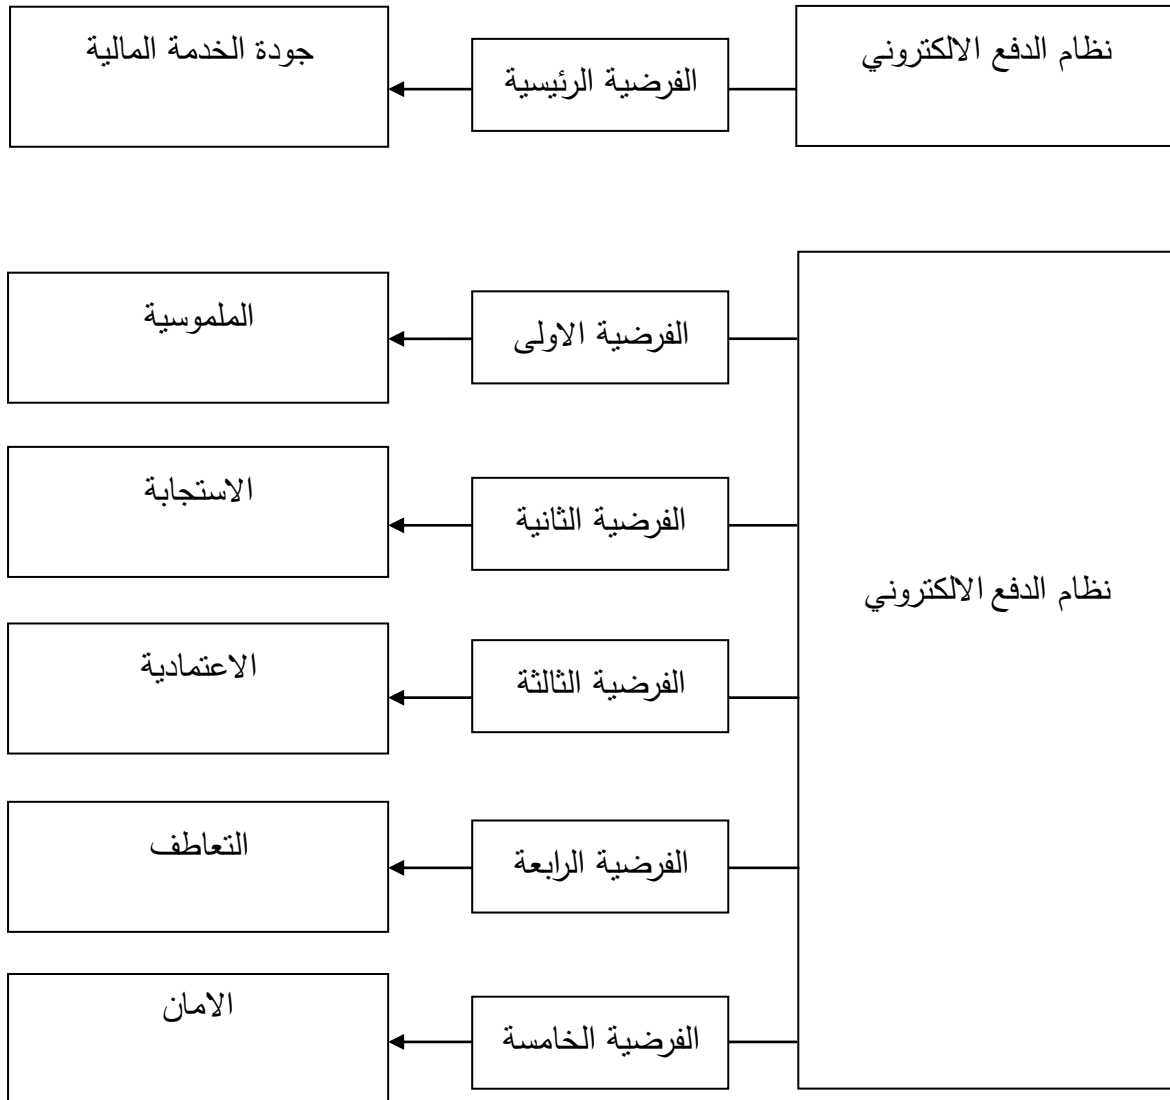 نظام الدفع الالكتروني
الفرضية الرئيسية
جودة الخدمة المالية
نظام الدفع الالكتروني
الفرضية الاولى
الملموسية
الفرضية الثانية
الاستجابة
الفرضية الثالثة
الاعتمادية
الفرضية الرابعة
التعاطف
الفرضية الخامسة
الامان